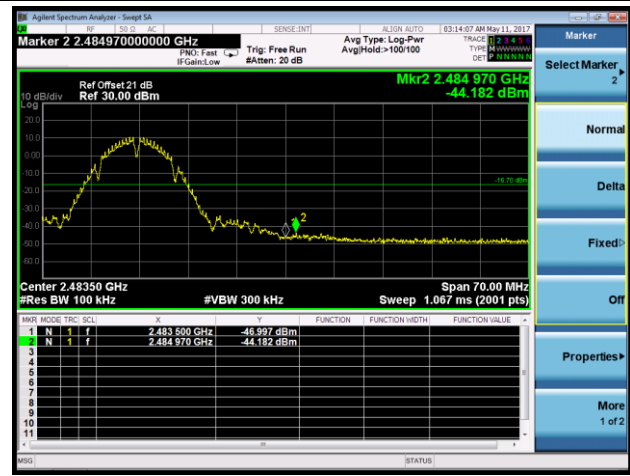 Agilent Spectrum Analyzer - Swept SA
RF 50 Ω AC SENSE:INT ALIGN AUTO 03:14:07 AM May 11, 2017
Marker 2 2.484970000000 GHz
PNO: Fast
IFGain:Low
Trig: Free Run
#Atten: 20 dB
Avg Type: Log-Pwr
Avg|Hold:>100/100
TRACE 1 2 3 4 5 6
TYPE M W W W W W
DET P N N N N N
Ref Offset 21 dB
10 dB/div Ref 30.00 dBm
Log
Mkr2 2.484 970 GHz
-44.182 dBm
20.0
10.0
0.00
-10.0
-16.70 dBm
-20.0
-30.0
-40.0
-50.0
-60.0
2
Center 2.48350 GHz Span 70.00 MHz
#Res BW 100 kHz #VBW 300 kHz Sweep 1.067 ms (2001 pts)
MKR MODE TRC SCL X Y FUNCTION FUNCTION WIDTH FUNCTION VALUE
1 N 1 f 2.483 500 GHz -46.997 dBm
2 N 1 f 2.484 970 GHz -44.182 dBm
3
4
5
6
7
8
9
10
11
MSG STATUS
Marker
Select Marker
2
Normal
Delta
Fixed
Off
Properties
More
1 of 2